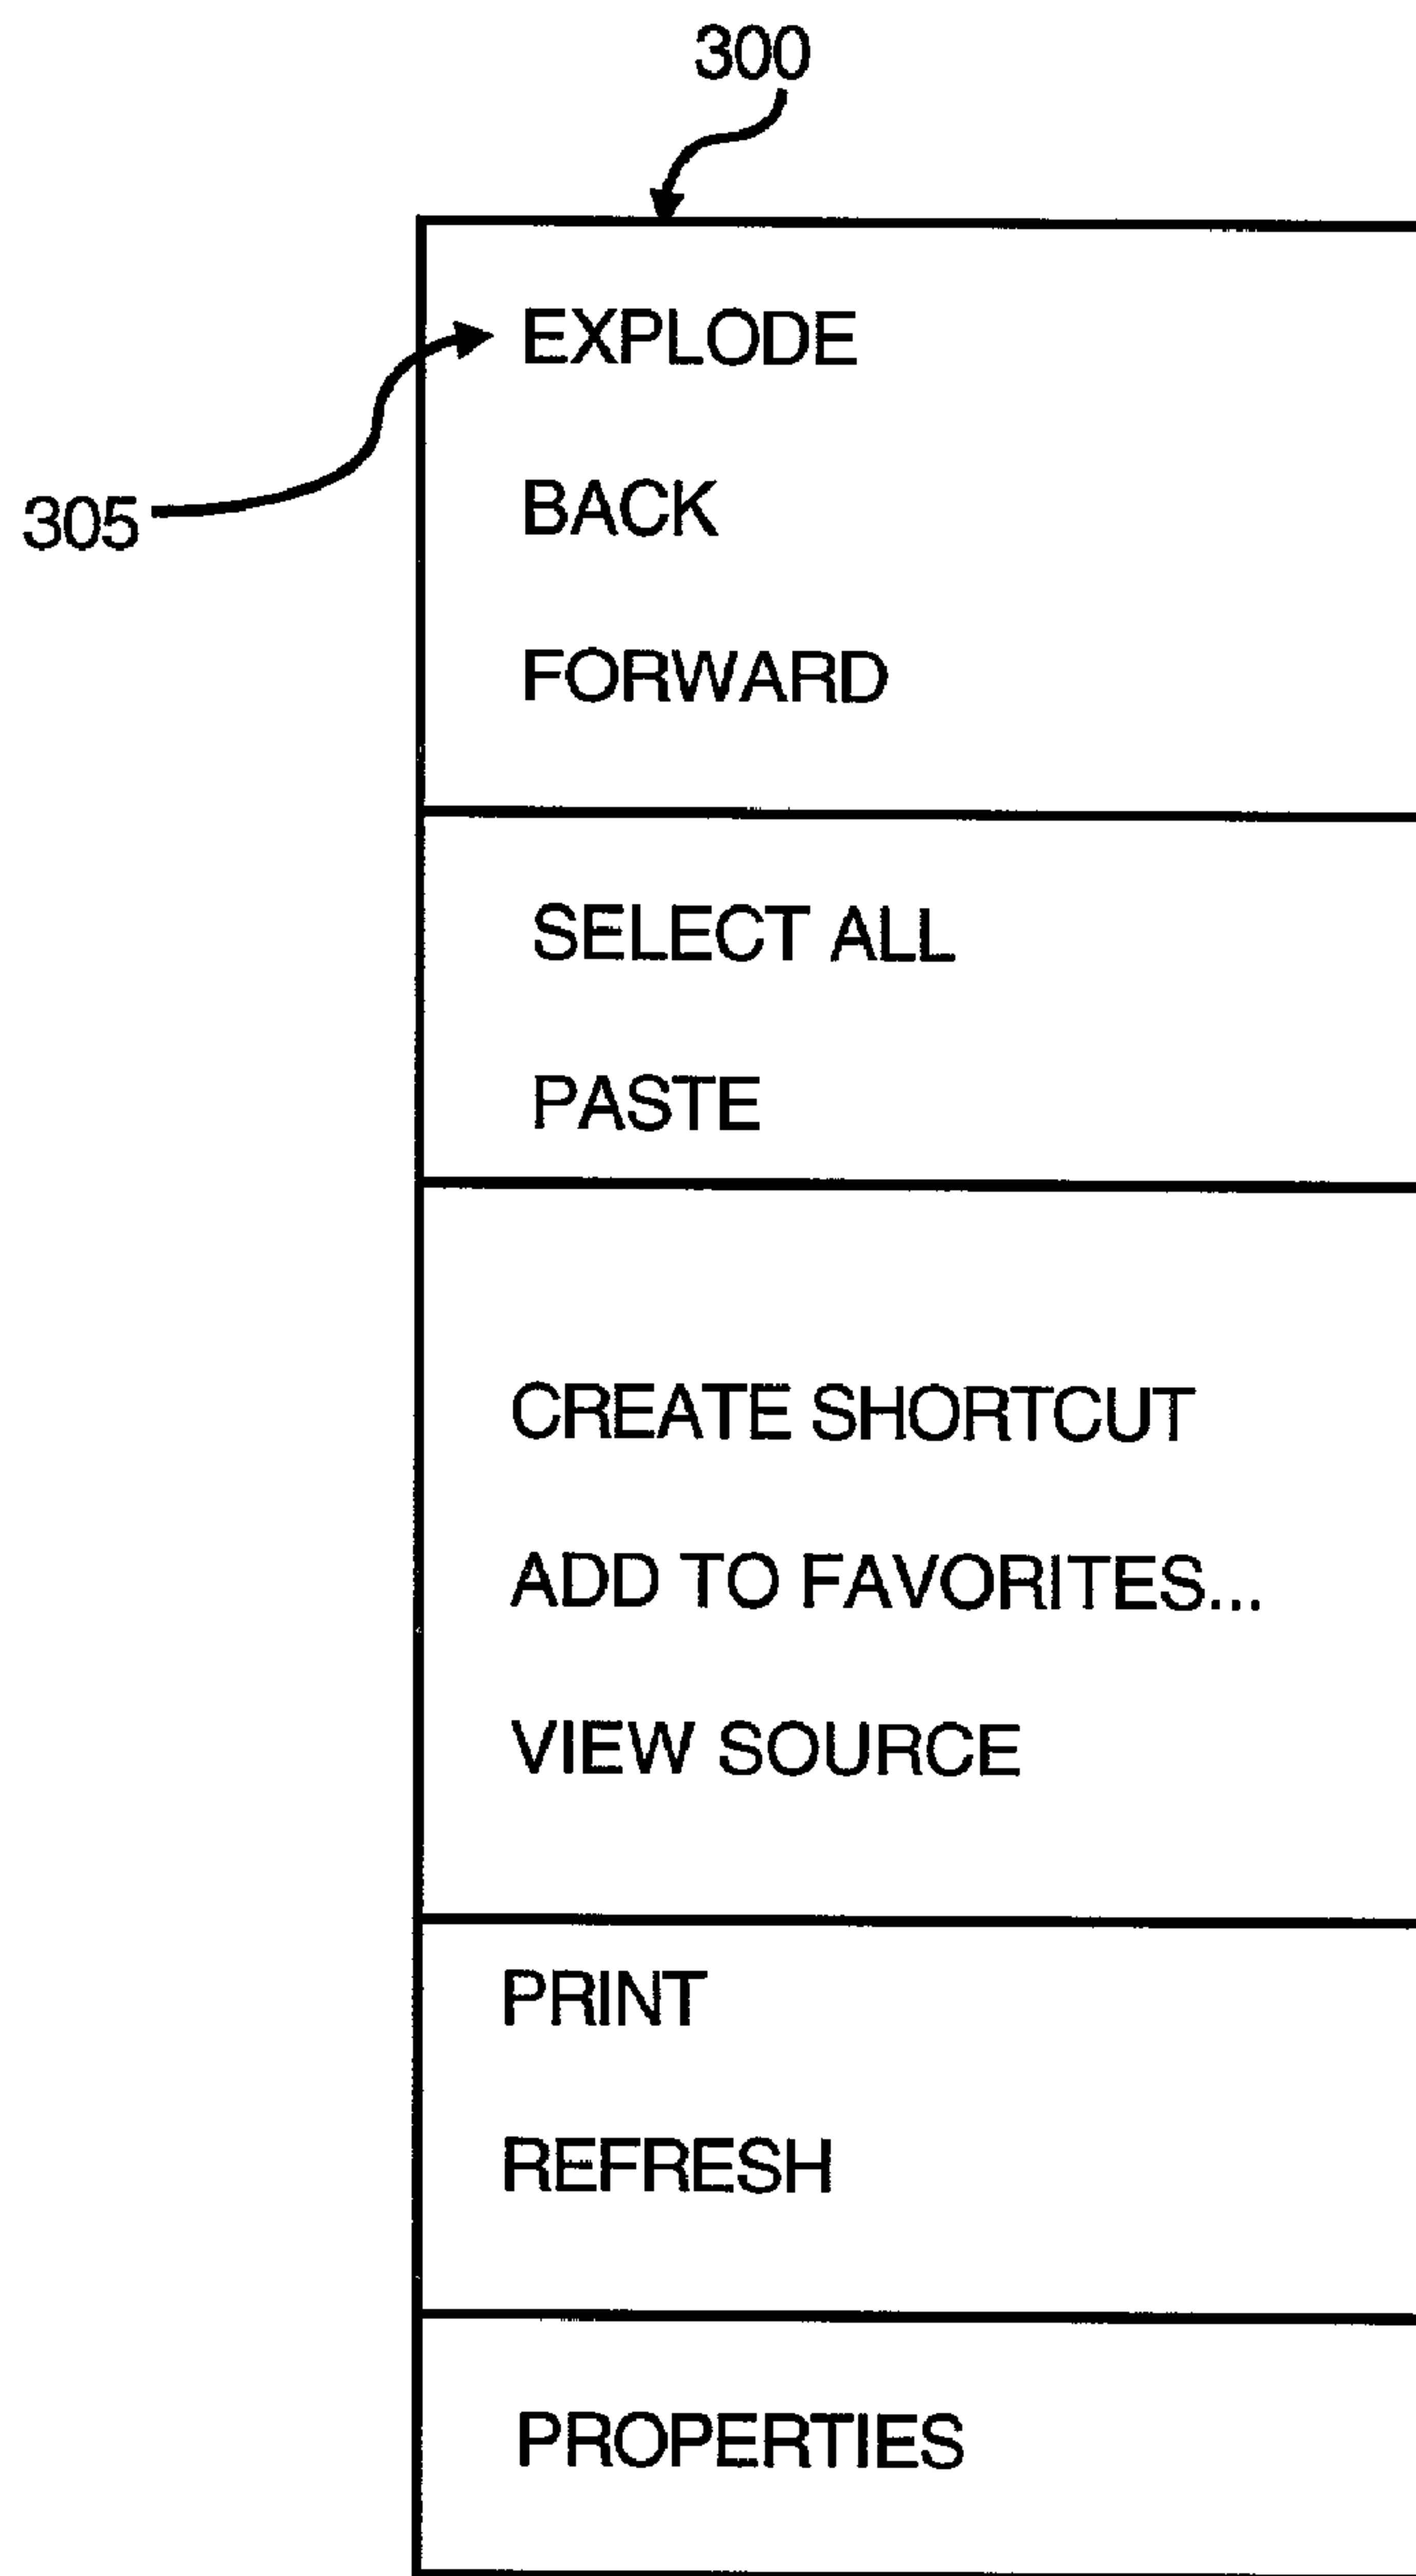 300
EXPLODE
305
BACK
FORWARD
SELECT ALL
PASTE
CREATE SHORTCUT
ADD TO FAVORITES...
VIEW SOURCE
PRINT
REFRESH
PROPERTIES